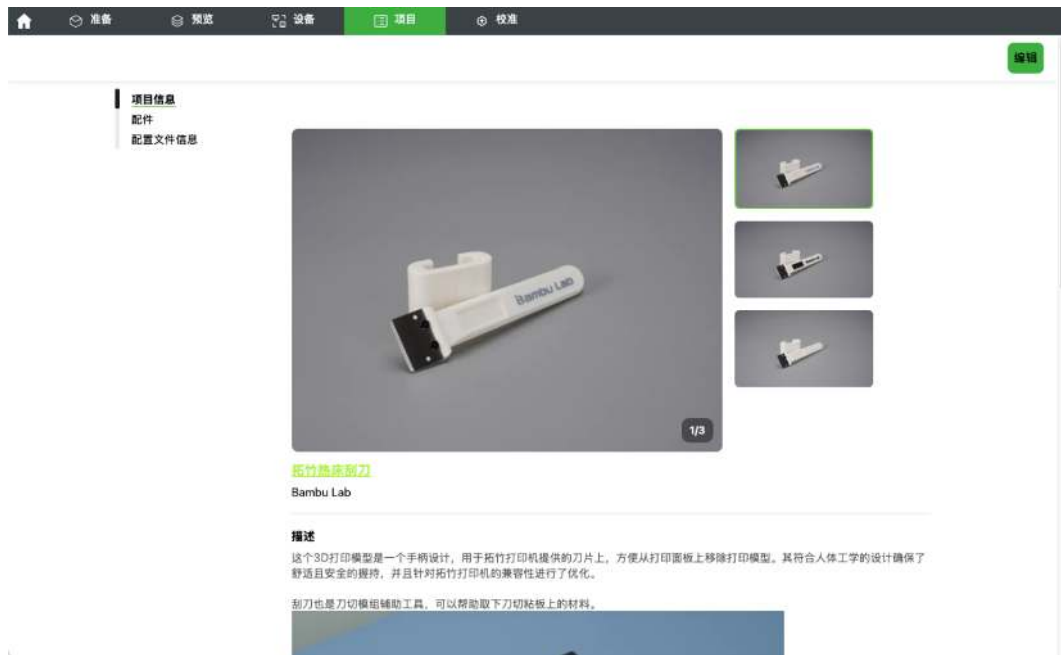 准备
预览
设备
项目
校准
编辑
项目信息
配件
配置文件信息
Bambu Lab
1/3
拓竹热床刮刀
Bambu Lab
描述
这个3D打印模型是一个手柄设计，用于拓竹打印机提供的刀片上，方便从打印面板上移除打印模型。其符合人体工学的设计确保了
舒适且安全的握持，并且针对拓竹打印机的兼容性进行了优化。
刮刀也是刀切模组辅助工具，可以帮助取下刀切粘板上的材料。